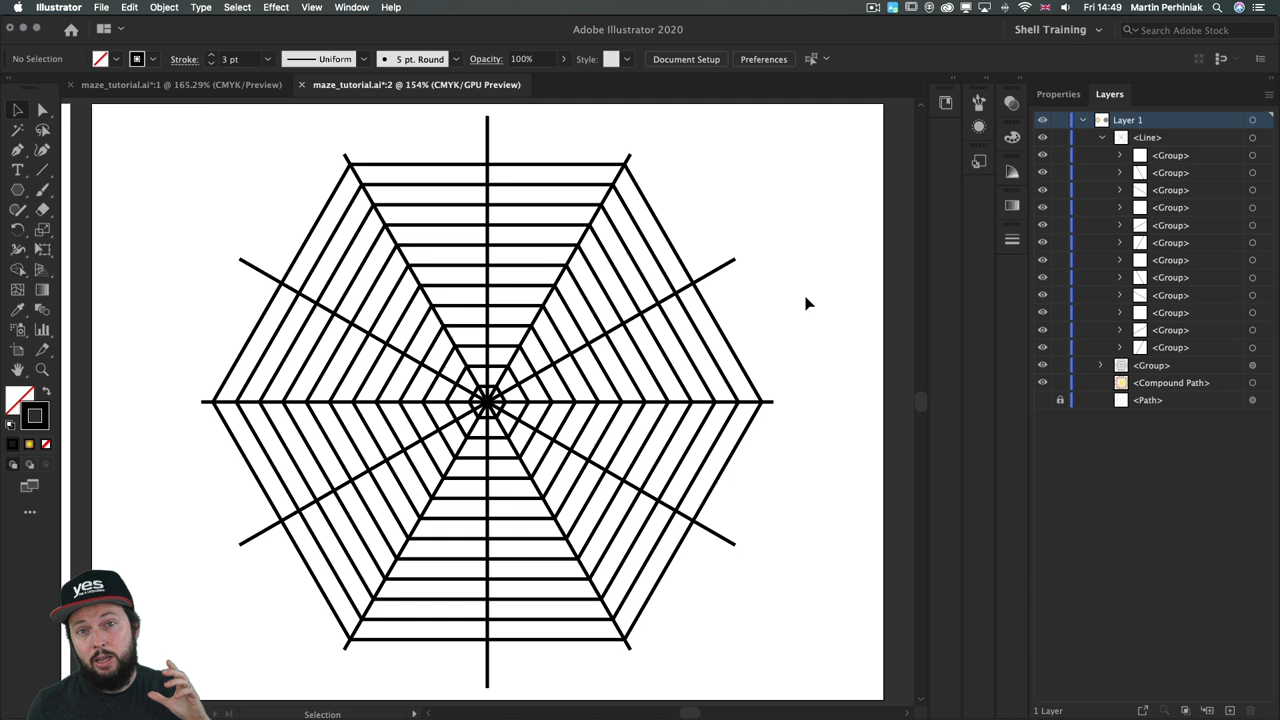 Illustrator File Edit Object Type Select Effect View Window Help Fri 14:49 Martin Perhiniak
Adobe Illustrator 2020 Shell Training Search Adobe Stock
No Selection Stroke: 3 pt Uniform 5 pt. Round Opacity: 100% Style: Document Setup Preferences
maze_tutorial.ai*:1 @ 165.29% (CMYK/Preview) maze_tutorial.ai*:2 @ 154% (CMYK/GPU Preview) Properties Layers
Layer 1
<Line>
<Group>
<Group>
<Group>
<Group>
<Group>
<Group>
<Group>
<Group>
<Group>
<Group>
<Group>
<Group>
<Group>
<Compound Path>
<Path>
yes
Selection 1 Layer